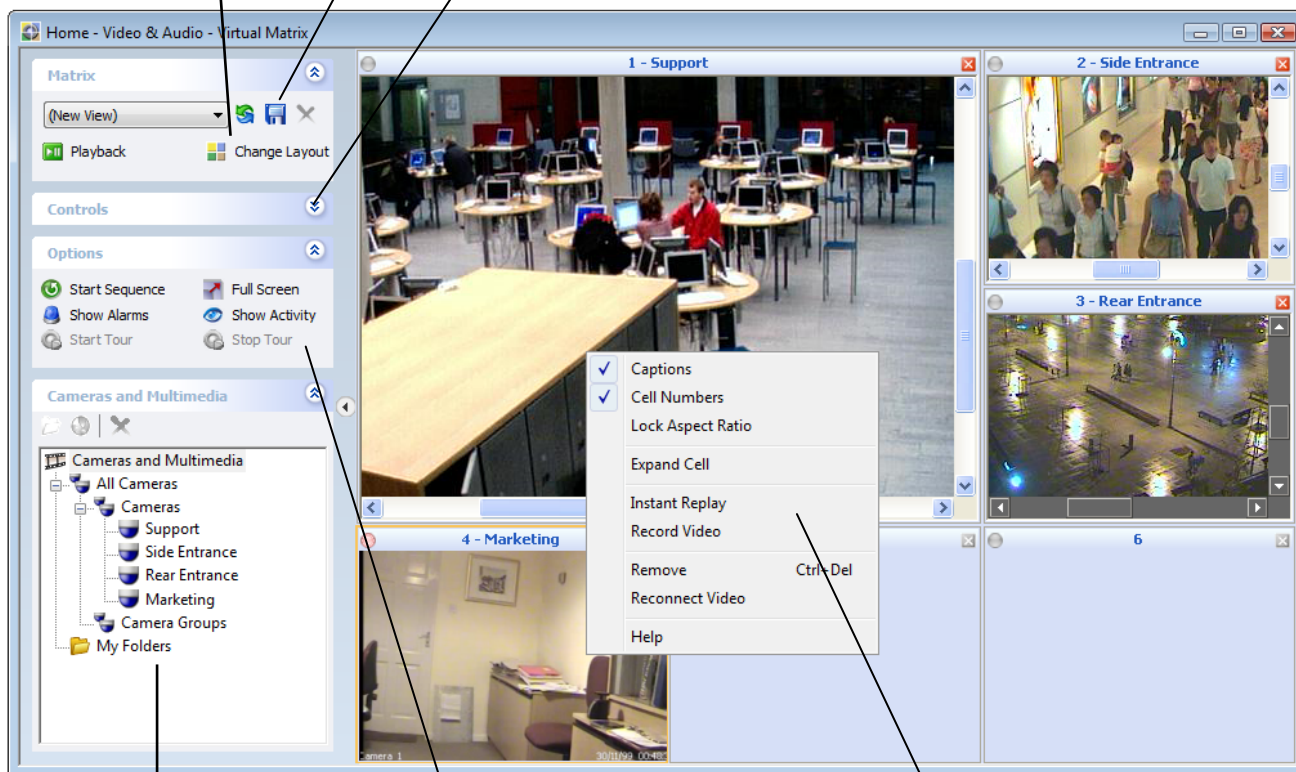 Home - Video & Audio - Virtual Matrix
Matrix
(New View)
Playback
Change Layout
Controls
Options
Start Sequence
Full Screen
Show Alarms
Show Activity
Start Tour
Stop Tour
Cameras and Multimedia
Cameras and Multimedia
All Cameras
Cameras
Support
Side Entrance
Rear Entrance
Marketing
Camera Groups
My Folders
1 - Support
2 - Side Entrance
3 - Rear Entrance
4 - Marketing
6
Captions
Cell Numbers
Lock Aspect Ratio
Expand Cell
Instant Replay
Record Video
Remove Ctrl+Del
Reconnect Video
Help
Camera 1